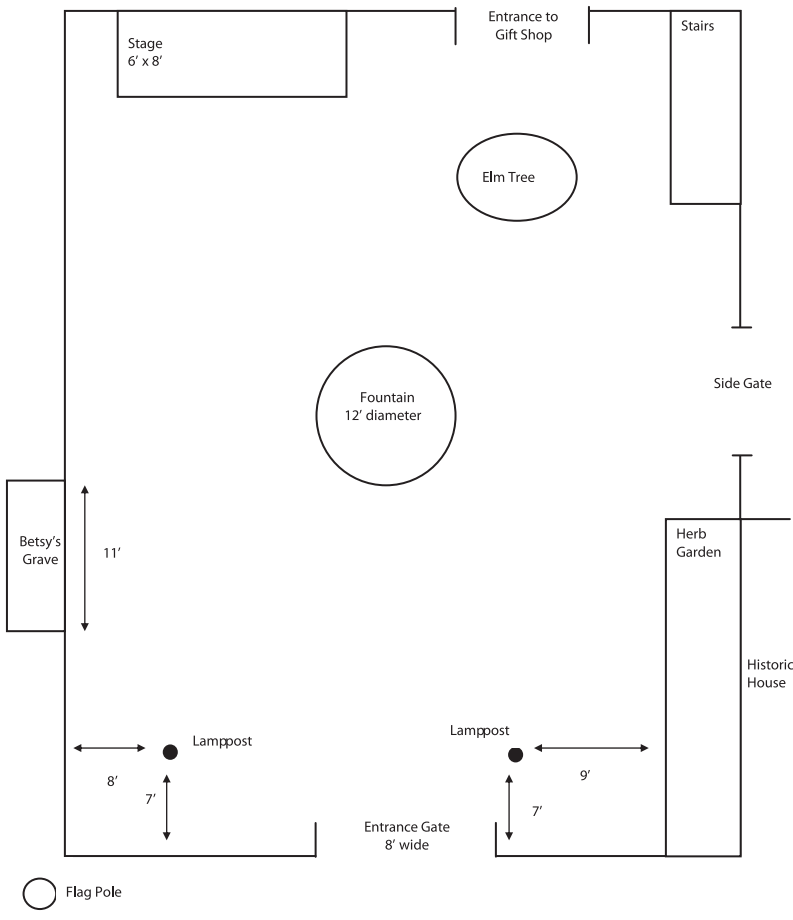 Entrance to
Gift Shop
Stairs
Stage
6’ x 8’
Elm Tree
Side Gate
Fountain
12’ diameter
Herb
Garden
Betsy’s
Grave
11’
Historic
House
Lamppost
Lamppost
8’
7’
9’
7’
Entrance Gate
8’ wide
Flag Pole